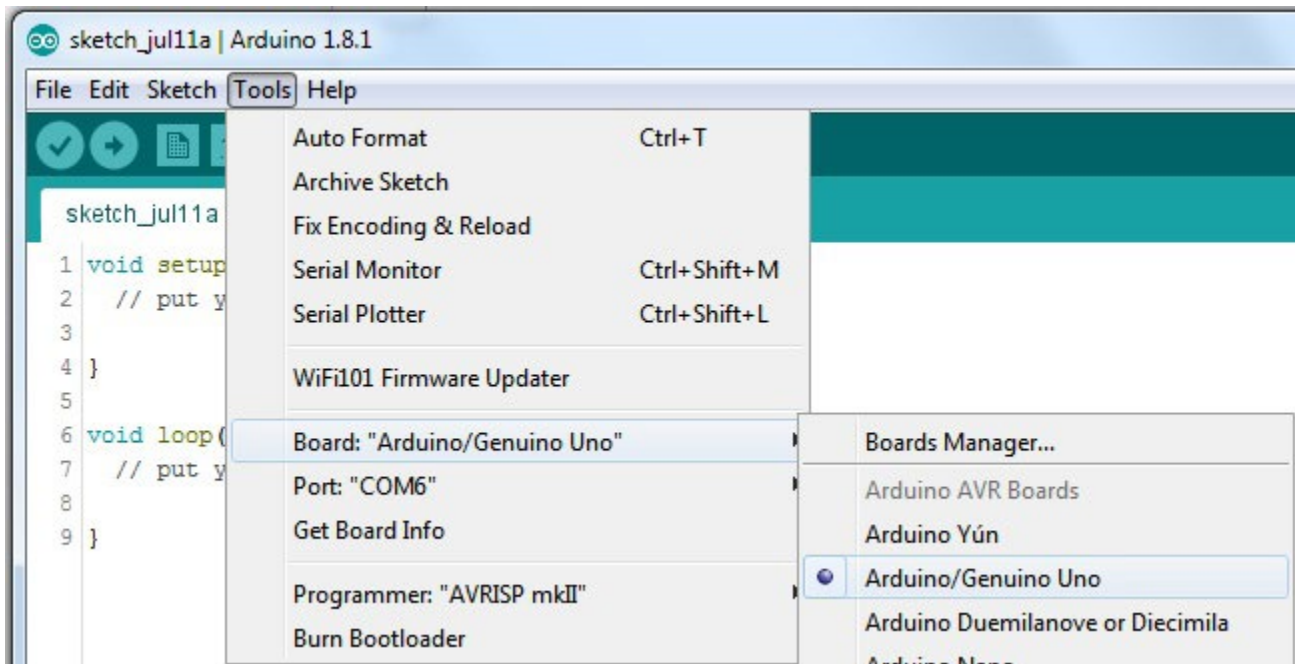 sketch_jul11a | Arduino 1.8.1
File Edit Sketch Tools Help
sketch_jul11a
1 void setup
2 // put y
3
4 }
5
6 void loop(
7 // put y
8
9 }
Auto Format Ctrl+T
Archive Sketch
Fix Encoding & Reload
Serial Monitor Ctrl+Shift+M
Serial Plotter Ctrl+Shift+L
WiFi101 Firmware Updater
Board: "Arduino/Genuino Uno"
Port: "COM6"
Get Board Info
Programmer: "AVRISP mkII"
Burn Bootloader
Boards Manager...
Arduino AVR Boards
Arduino Yún
Arduino/Genuino Uno
Arduino Duemilanove or Diecimila